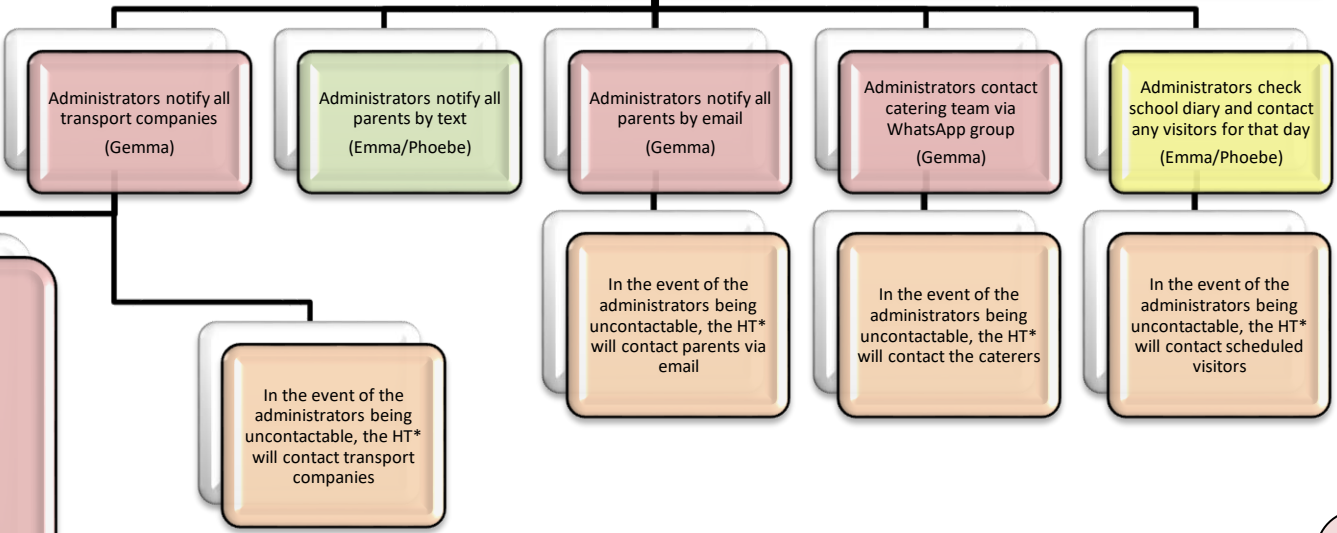 Administrators notify all
transport companies
(Gemma)
Administrators notify all
parents by text
(Emma/Phoebe)
Administrators notify all
parents by email
(Gemma)
Administrators contact
catering team via
WhatsApp group
(Gemma)
Administrators check
school diary and contact
any visitors for that day
(Emma/Phoebe)
In the event of the
administrators being
uncontactable, the HT*
will contact transport
companies
In the event of the
administrators being
uncontactable, the HT*
will contact parents via
email
In the event of the
administrators being
uncontactable, the HT*
will contact the caterers
In the event of the
administrators being
uncontactable, the HT*
will contact scheduled
visitors